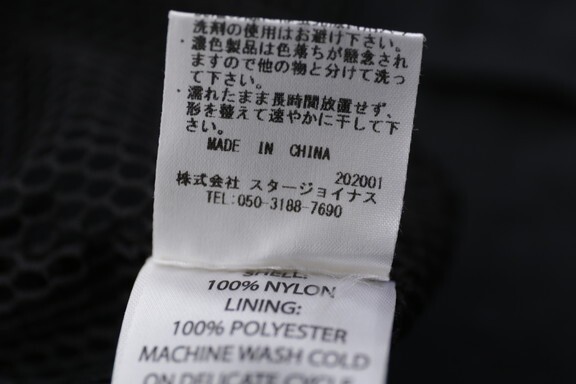 洗剤の使用はお避け下さい。
・濃色製品は色落ちが懸念され
ますので他の物と分けて洗っ
て下さい。
・濡れたまま長時間放置せず、
形を整えて速やかに干して下
さい。
MADE IN CHINA
202001
株式会社 スタージョイナス
TEL:050-3188-7690
SHELL:
100% NYLON
LINING:
100% POLYESTER
MACHINE WASH COLD
ON DELICATE CYCLE